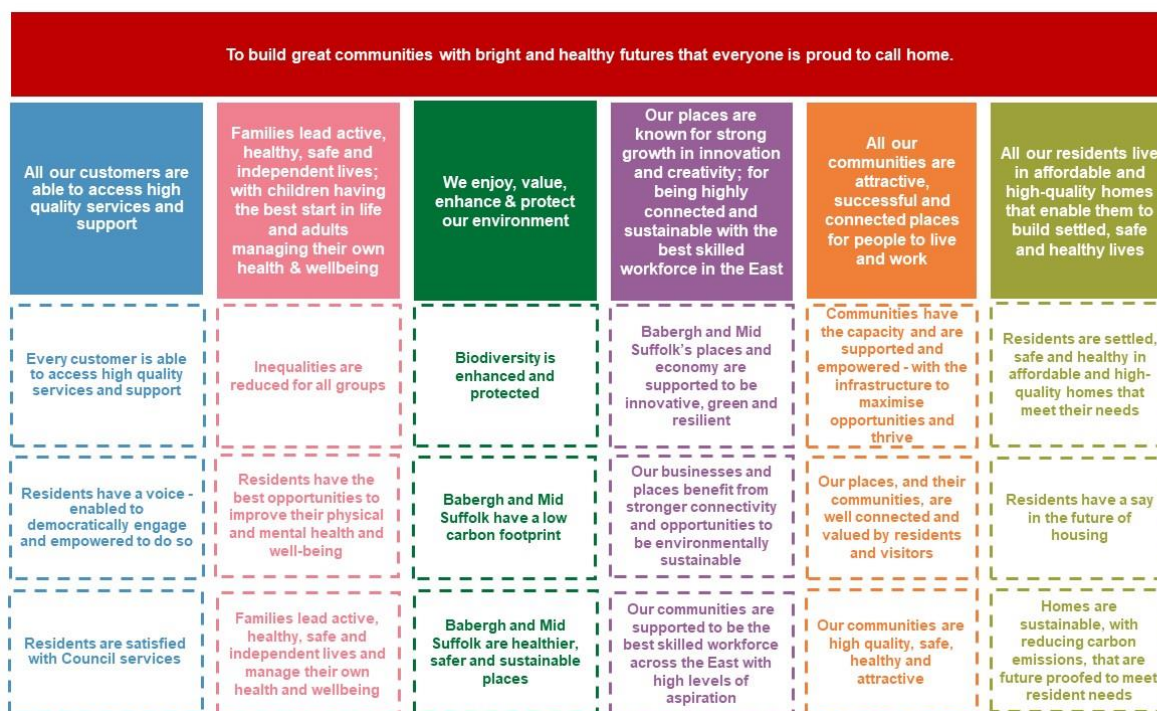 To build great communities with bright and healthy futures that everyone is proud to call home.
All our customers are
able to access high
quality services and
support
Families lead active,
healthy, safe and
independent lives;
with children having
the best start in life
and adults
managing their own
health & wellbeing
We enjoy, value,
enhance & protect
our environment
Our places are
known for strong
growth in innovation
and creativity; for
being highly
connected and
sustainable with the
best skilled
workforce in the East
All our
communities are
attractive,
successful and
connected places
for people to live
and work
All our residents live
in affordable and
high-quality homes
that enable them to
build settled, safe
and healthy lives
Every customer is able
to access high quality
services and support
Inequalities are
reduced for all groups
Biodiversity is
enhanced and
protected
Babergh and Mid
Suffolk's places and
economy are
supported to be
innovative, green and
resilient
Communities have
the capacity and are
supported and
empowered - with the
infrastructure to
maximise
opportunities and
thrive
Residents are settled,
safe and healthy in
affordable and high-
quality homes that
meet their needs
Residents have a voice -
enabled to
democratically engage
and empowered to do so
Residents have the
best opportunities to
improve their physical
and mental health and
well-being
Babergh and Mid
Suffolk have a low
carbon footprint
Our businesses and
places benefit from
stronger connectivity
and opportunities to
be environmentally
sustainable
Our places, and their
communities, are
well connected and
valued by residents
and visitors
Residents have a say
in the future of
housing
Residents are satisfied
with Council services
Families lead active,
healthy, safe and
independent lives and
manage their own
health and wellbeing
Babergh and Mid
Suffolk are healthier,
safer and sustainable
places
Our communities are
supported to be the
best skilled workforce
across the East with
high levels of
aspiration
Our communities are
high quality, safe,
healthy and
attractive
Homes are
sustainable, with
reducing carbon
emissions, that are
future proofed to meet
resident needs